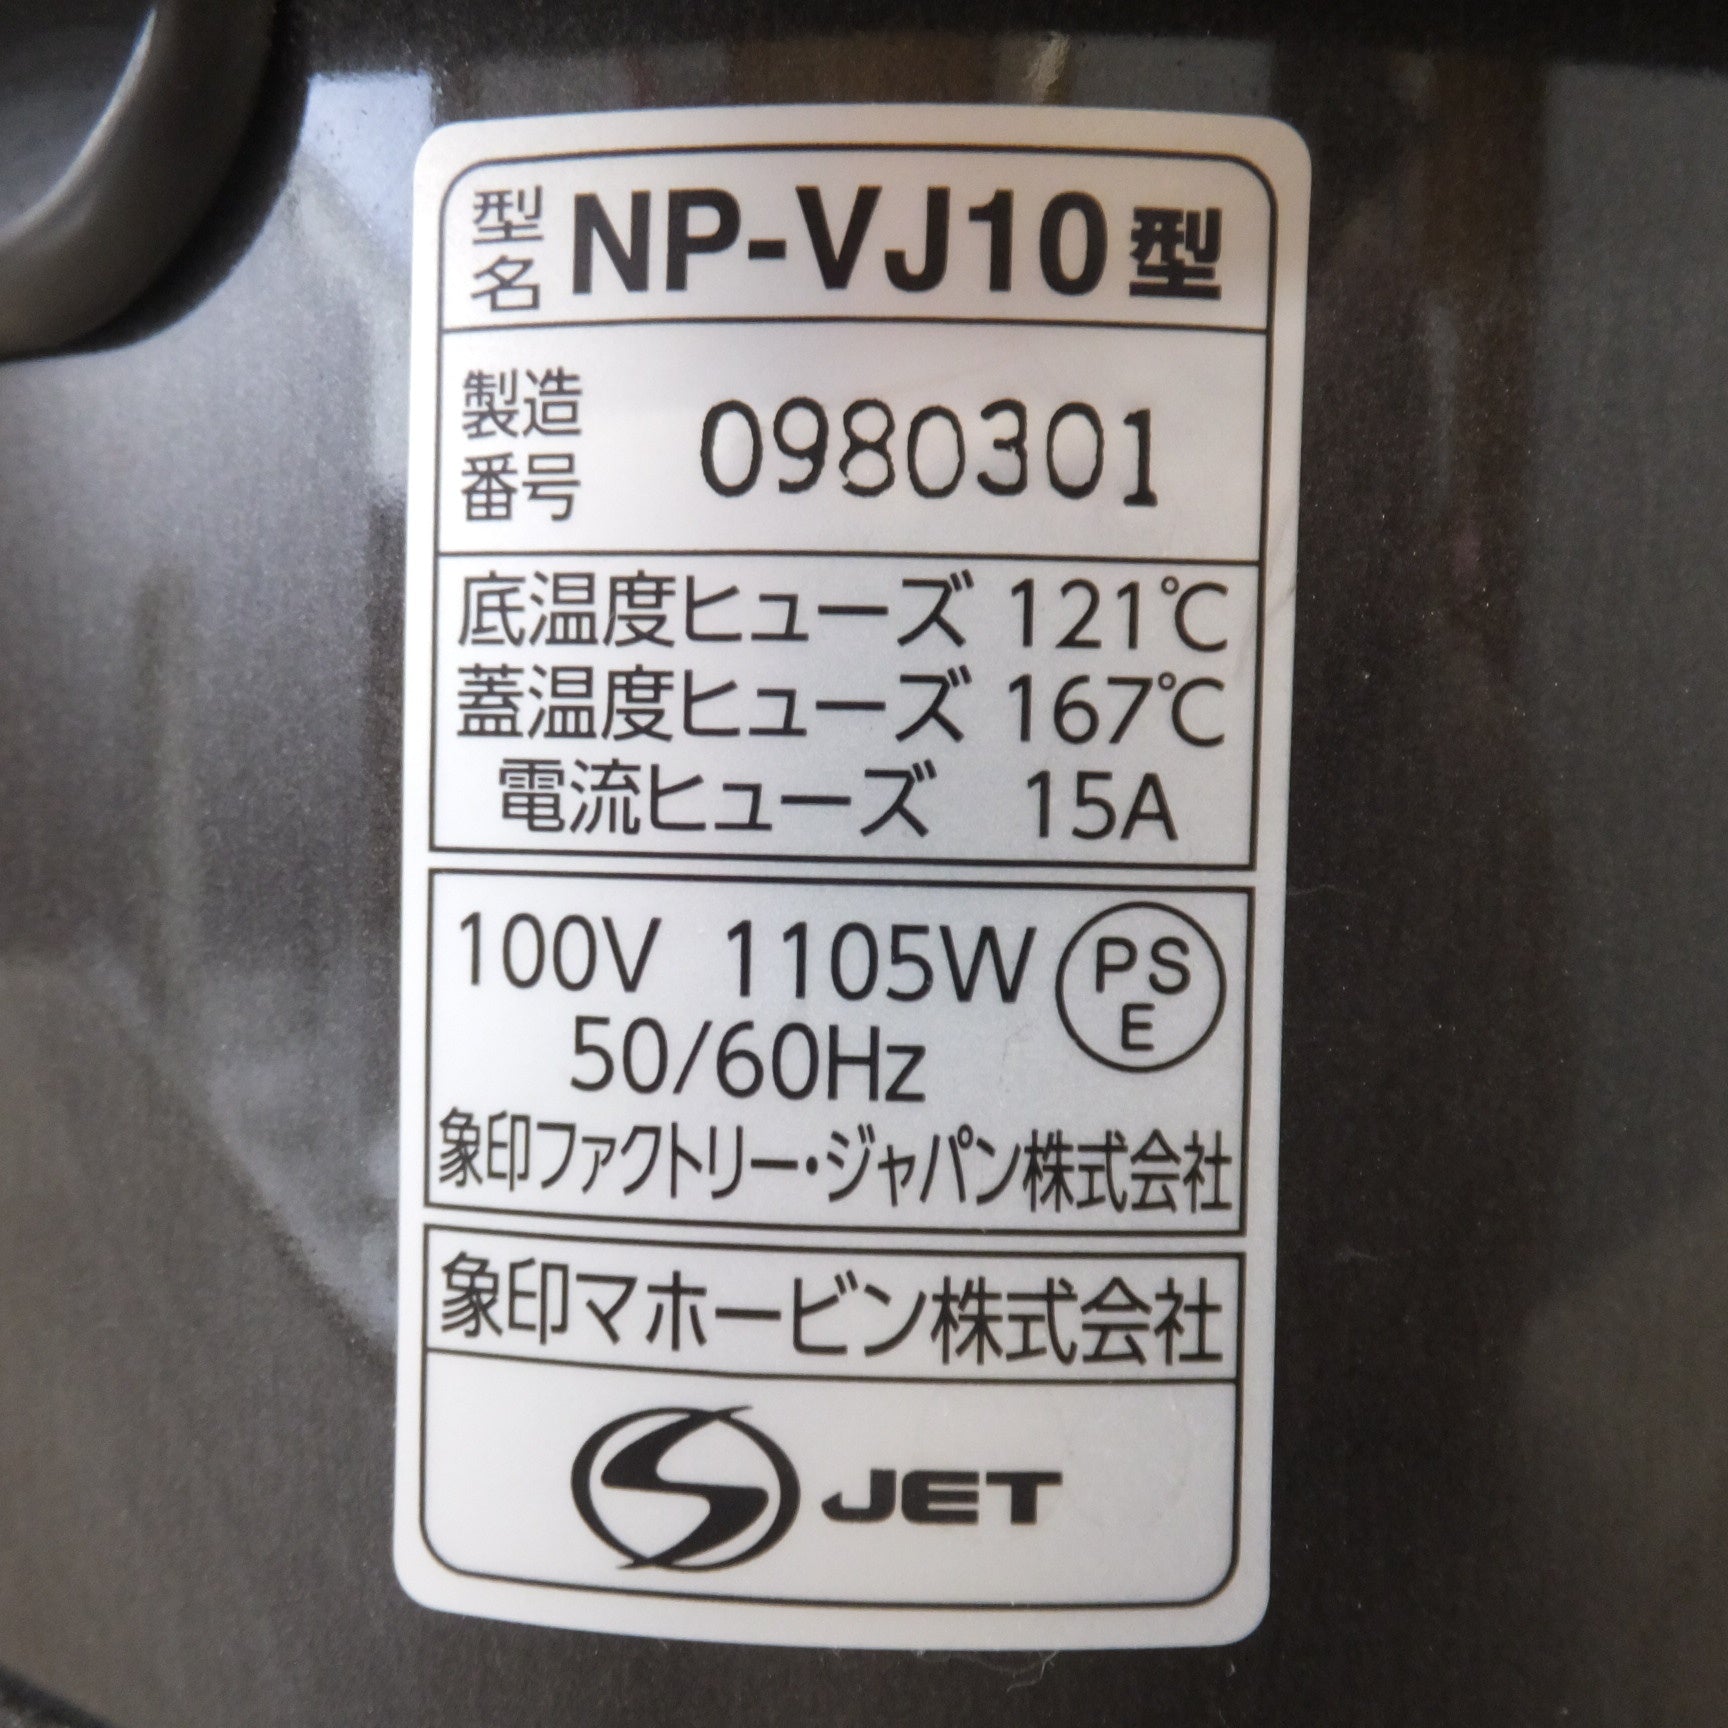 型名 NP-VJ10型
製造番号 0980301
底温度ヒューズ 121℃
蓋温度ヒューズ 167℃
電流ヒューズ 15A
100V 1105W
PS
E
50/60Hz
象印ファクトリー・ジャパン株式会社
象印マホービン株式会社
S JET